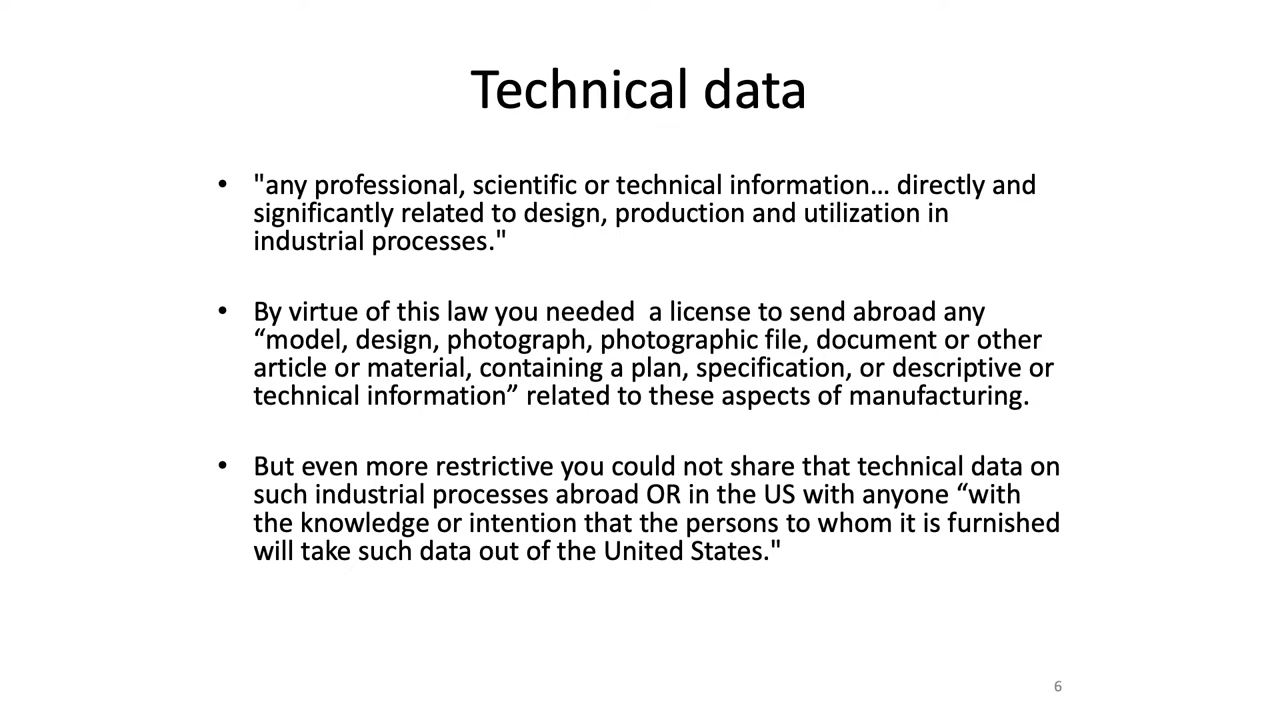 Technical data
• "any professional, scientific or technical information... directly and
significantly related to design, production and utilization in
industrial processes."
• By virtue of this law you needed  a license to send abroad any
“model, design, photograph, photographic file, document or other
article or material, containing a plan, specification, or descriptive or
technical information” related to these aspects of manufacturing.
• But even more restrictive you could not share that technical data on
such industrial processes abroad OR in the US with anyone “with
the knowledge or intention that the persons to whom it is furnished
will take such data out of the United States."
6